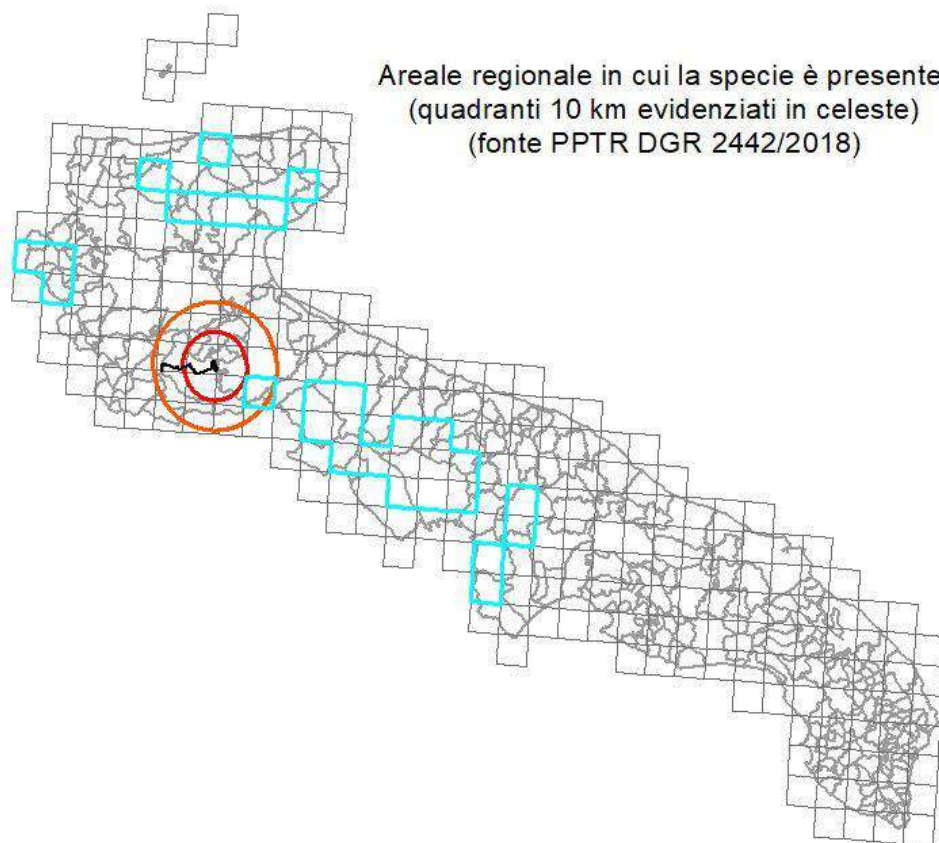 Areale regionale in cui la specie è presente
(quadranti 10 km evidenziati in celeste)
(fonte PPTR DGR 2442/2018)